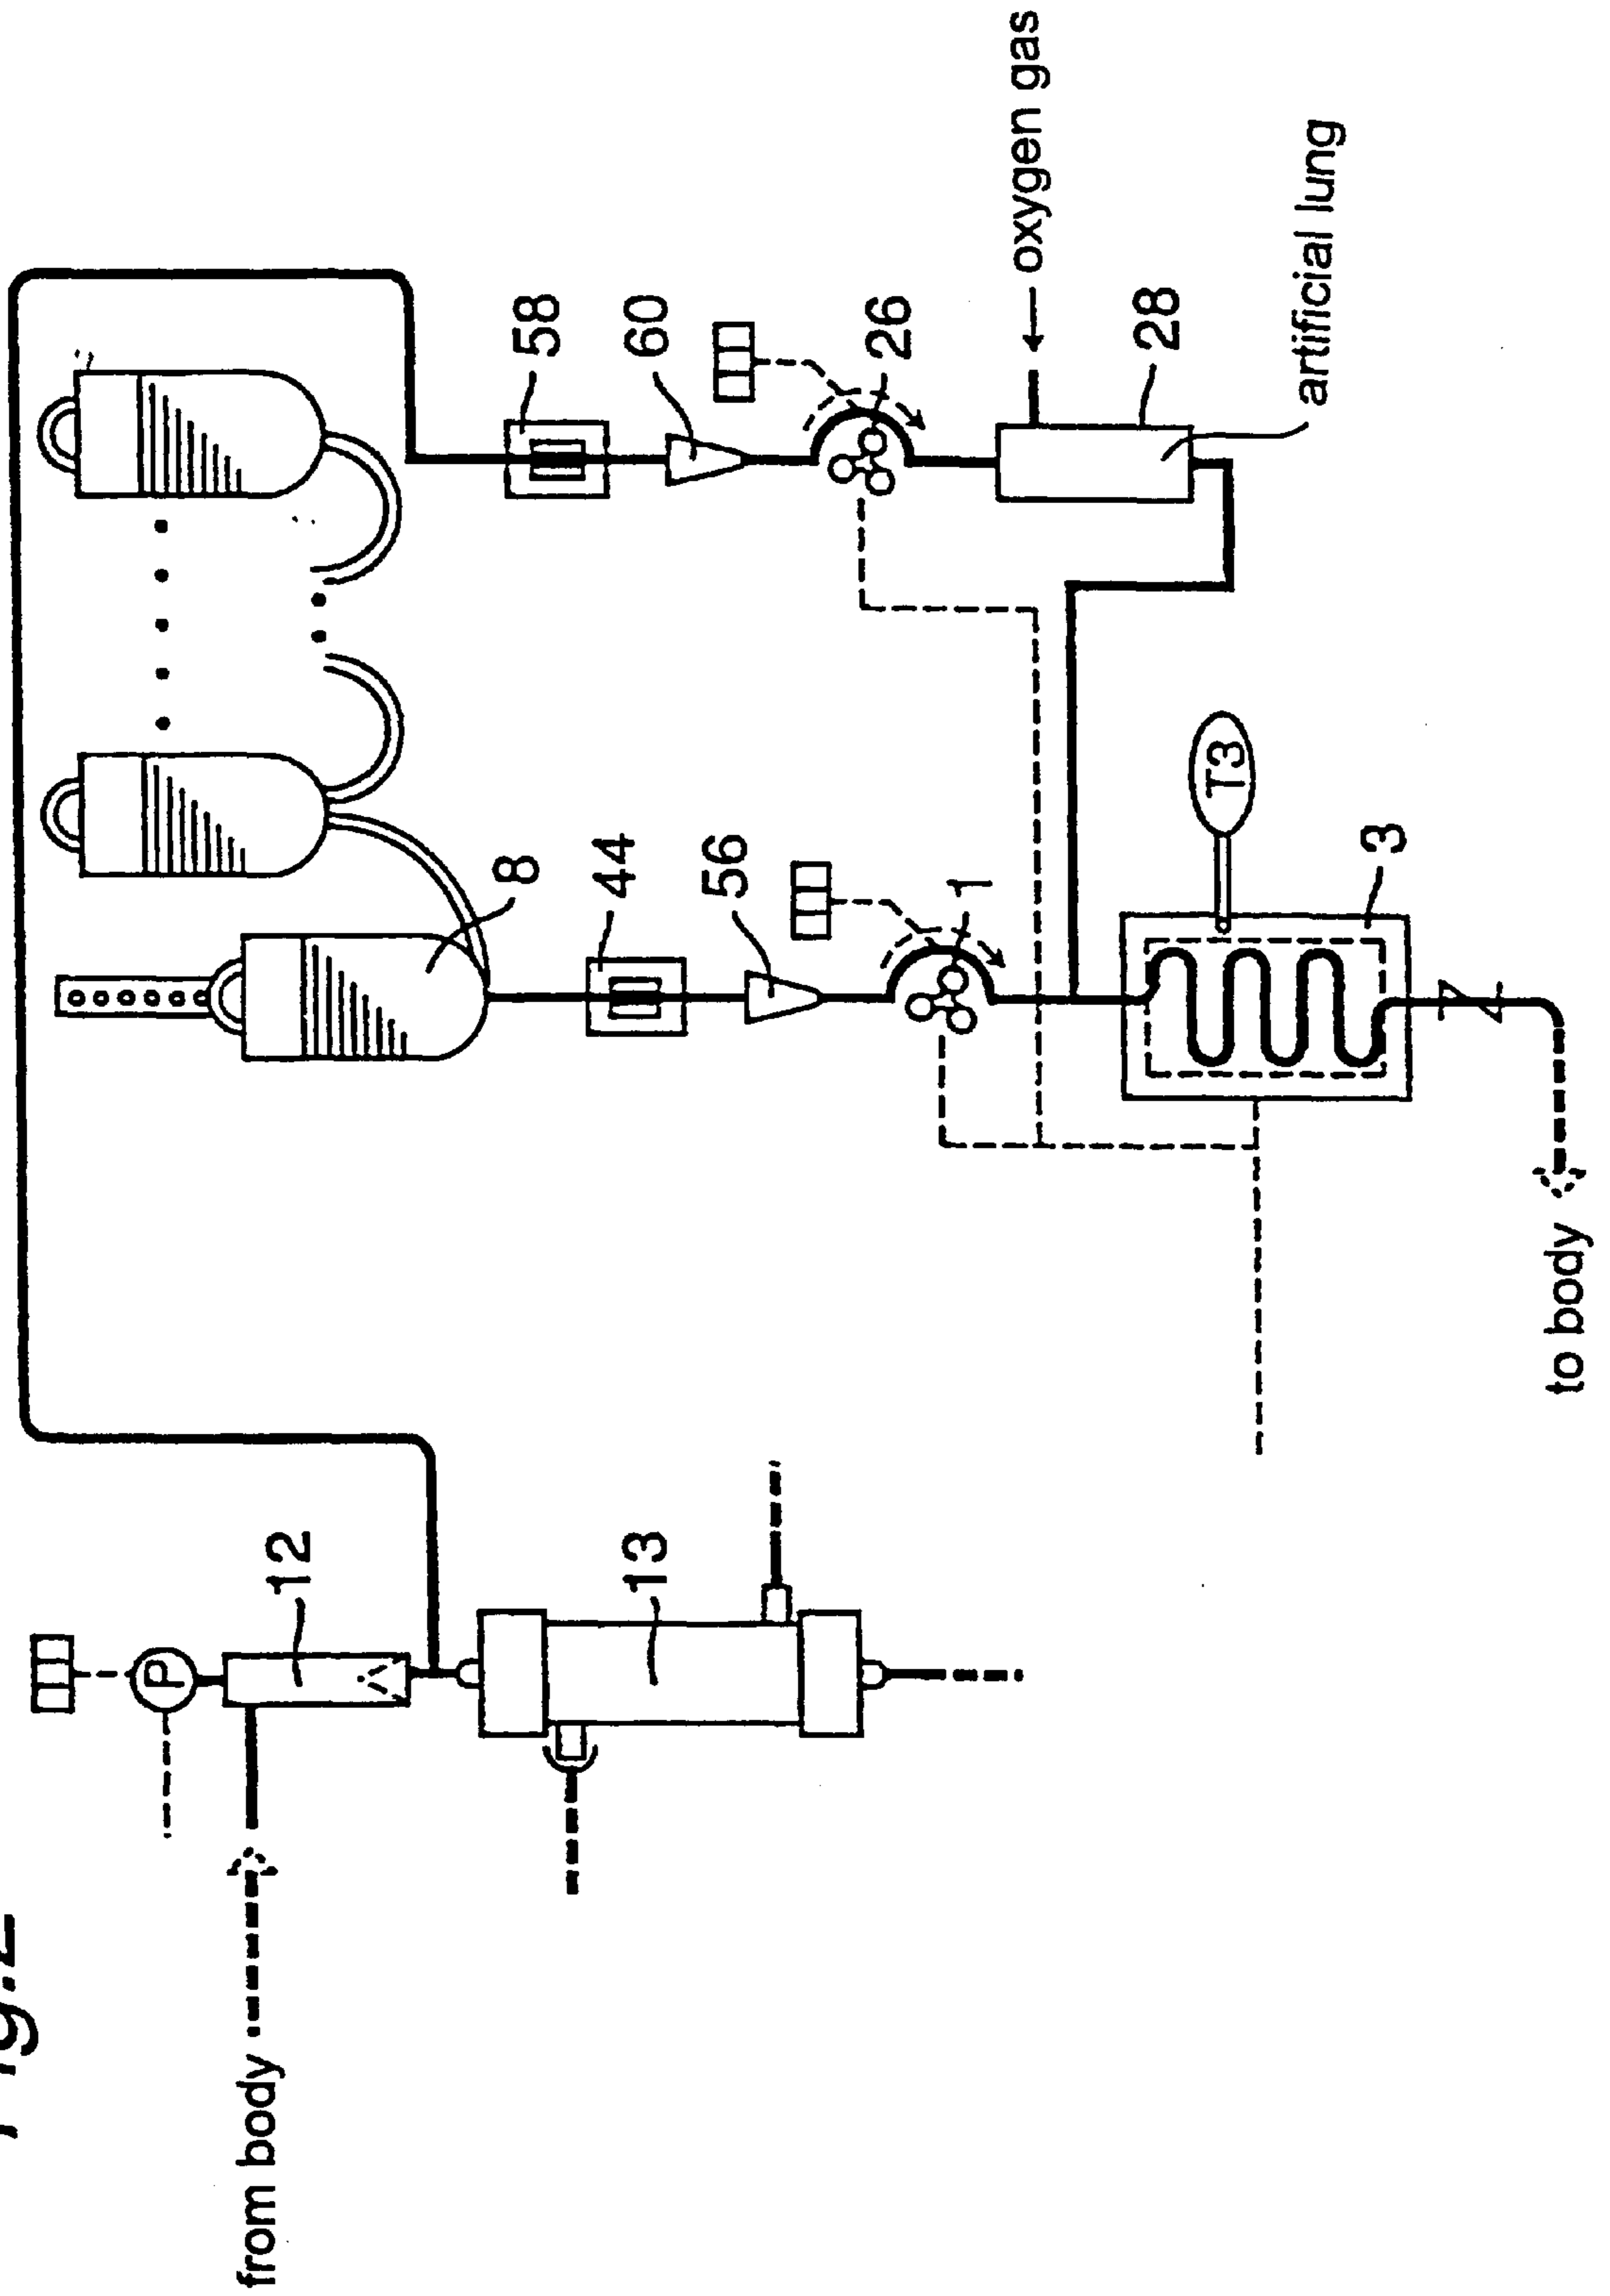 Fig.2
58
60
26
oxygen gas
28
artificial lung
8
44
56
1
T3
3
12
P
13
from body
to body